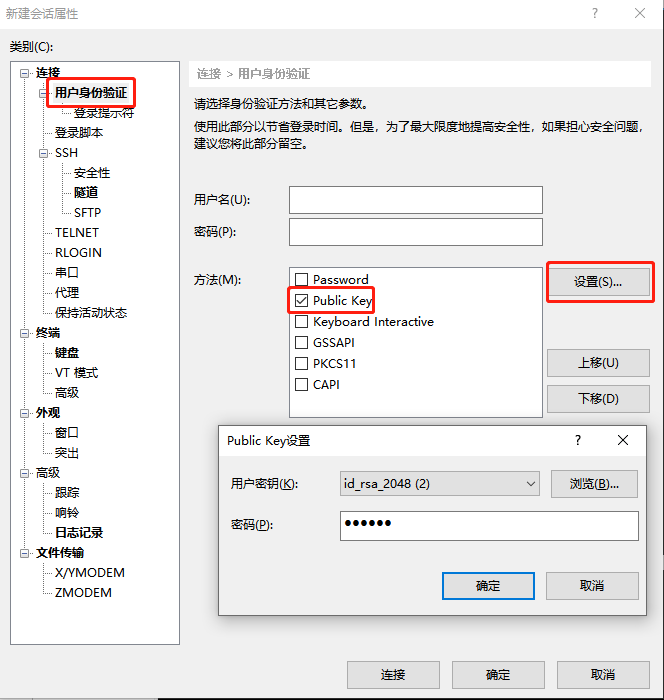 新建会话属性
类别(C):
连接
用户身份验证
登录提示符
登录脚本
SSH
安全性
隧道
SFTP
TELNET
RLOGIN
串口
代理
保持活动状态
终端
键盘
VT 模式
高级
外观
窗口
突出
高级
跟踪
响铃
日志记录
文件传输
X/YMODEM
ZMODEM
连接 > 用户身份验证
请选择身份验证方法和其它参数。
使用此部分以节省登录时间。但是，为了最大限度地提高安全性，如果担心安全问题，
建议您将此部分留空。
用户名(U):
密码(P):
方法(M):
Password
Public Key
Keyboard Interactive
GSSAPI
PKCS11
CAPI
设置(S)...
上移(U)
下移(D)
Public Key设置
用户密钥(K):
id_rsa_2048 (2)
浏览(B)...
密码(P):
确定
取消
连接
确定
取消